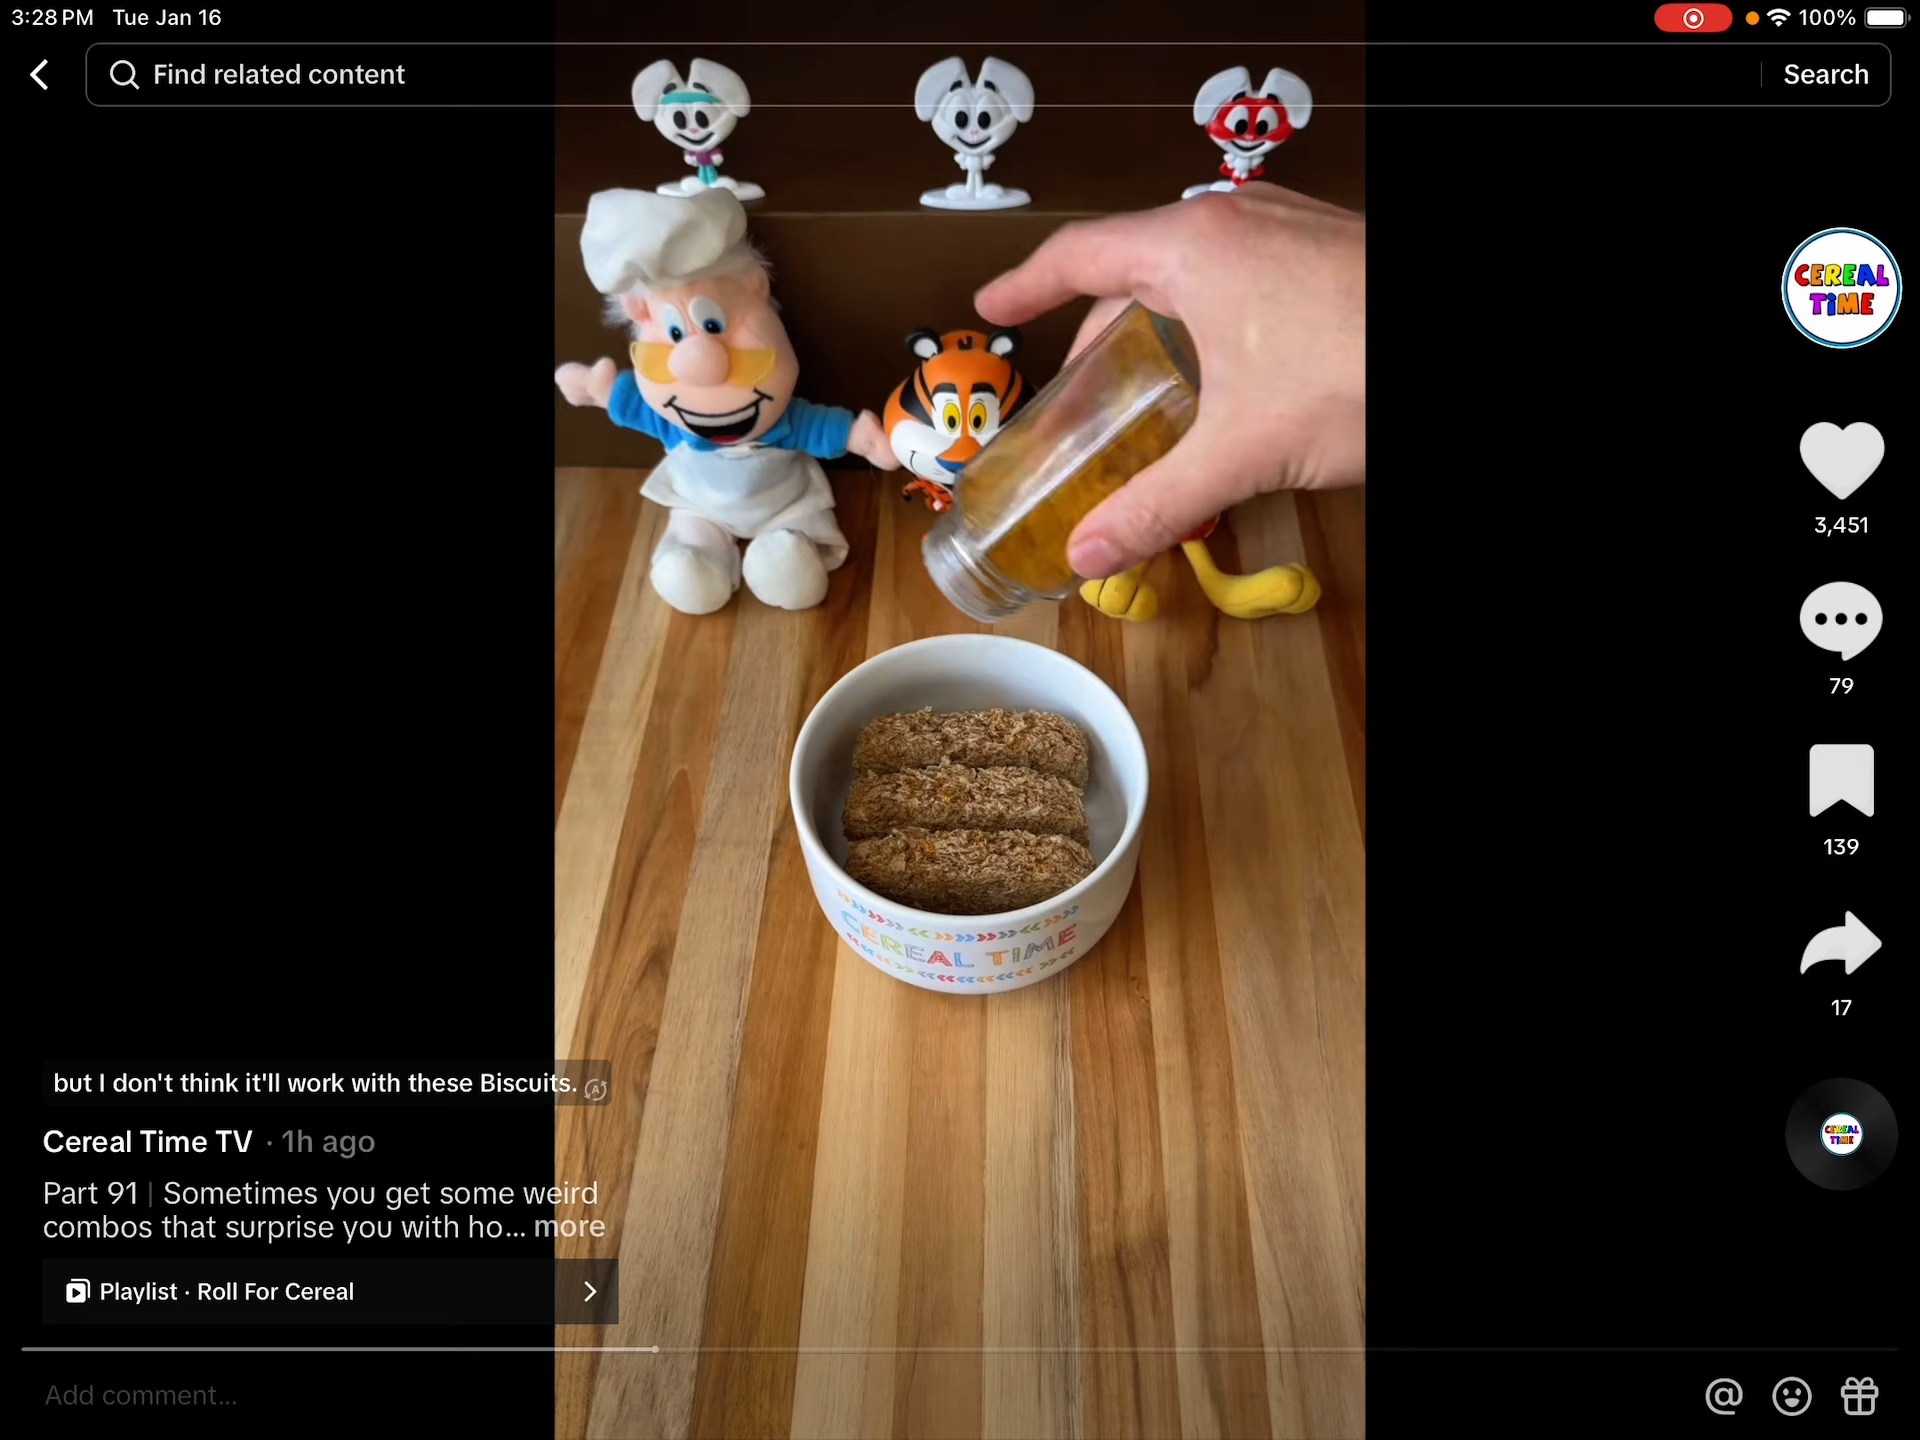 3:28 PM Tue Jan 16
100%
Find related content
Search
CEREAL
TIME
3,451
79
139
17
CEREAL TIME
but I don't think it'll work with these Biscuits.
Cereal Time TV · 1h ago
Part 91 | Sometimes you get some weird
combos that surprise you with ho... more
Playlist · Roll For Cereal
CEREAL
TIME
Add comment...